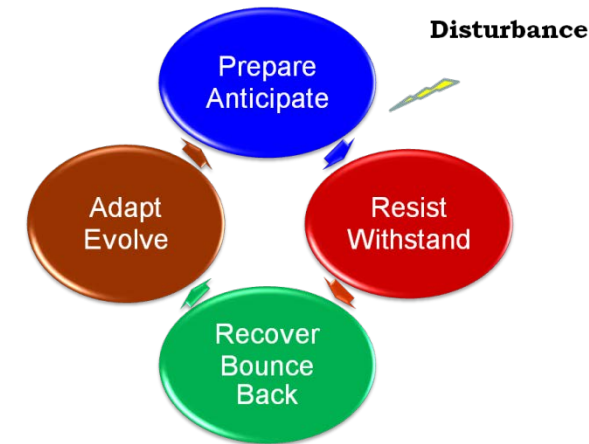 Disturbance
Prepare
Anticipate
Adapt
Evolve
Resist
Withstand
Recover
Bounce
Back